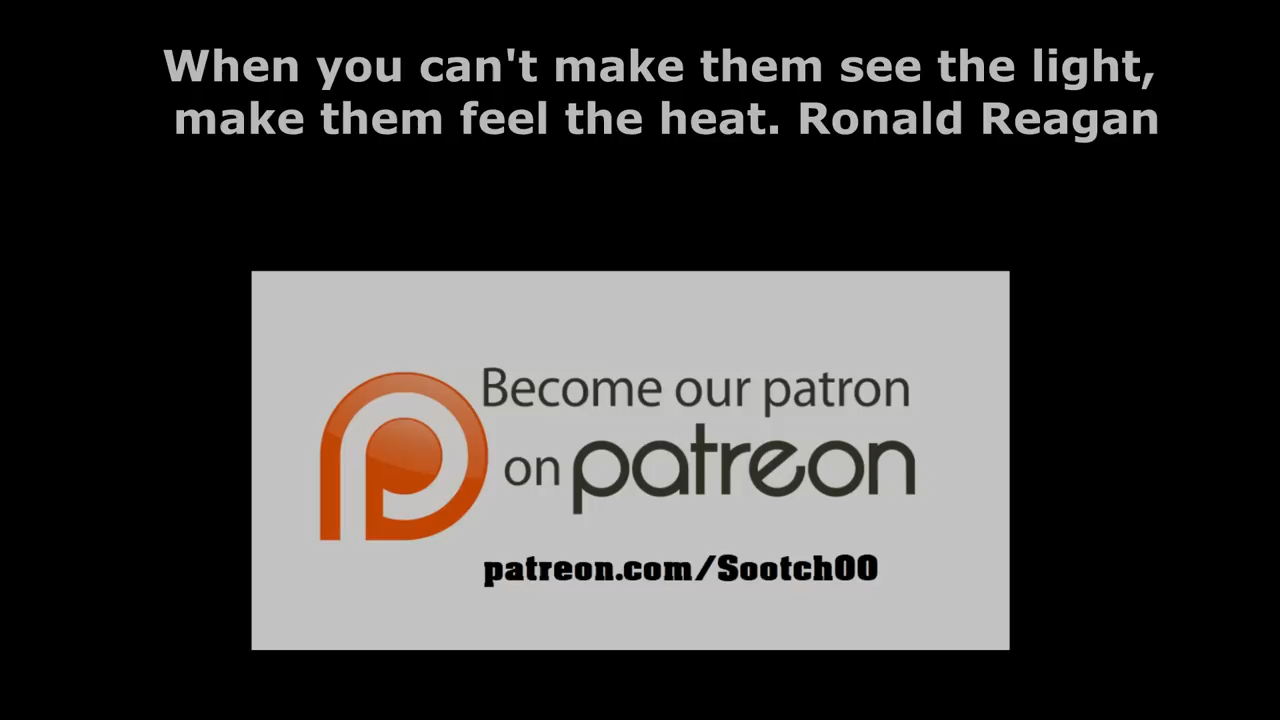 When you can't make them see the light,
make them feel the heat. Ronald Reagan
Become our patron
on patreon
patreon.com/Sootch00